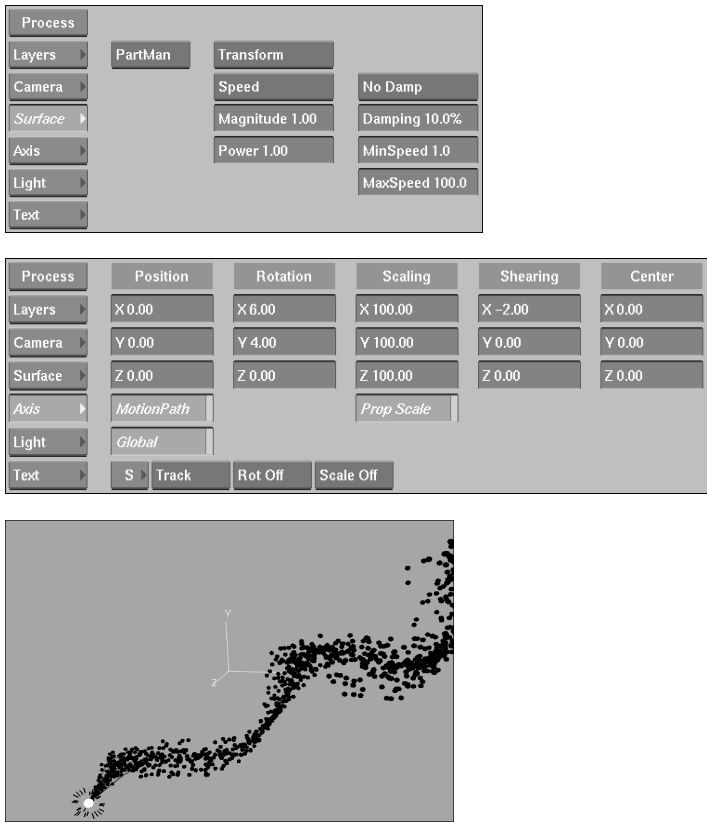 Process
Layers PartMan Transform
Camera Speed No Damp
Surface Magnitude 1.00 Damping 10.0%
Axis Power 1.00 MinSpeed 1.0
Light MaxSpeed 100.0
Text
Process Position Rotation Scaling Shearing Center
Layers X 0.00 X 6.00 X 100.00 X −2.00 X 0.00
Camera Y 0.00 Y 4.00 Y 100.00 Y 0.00 Y 0.00
Surface Z 0.00 Z 0.00 Z 100.00 Z 0.00 Z 0.00
Axis MotionPath Prop Scale
Light Global
Text S Track Rot Off Scale Off
Y
Z